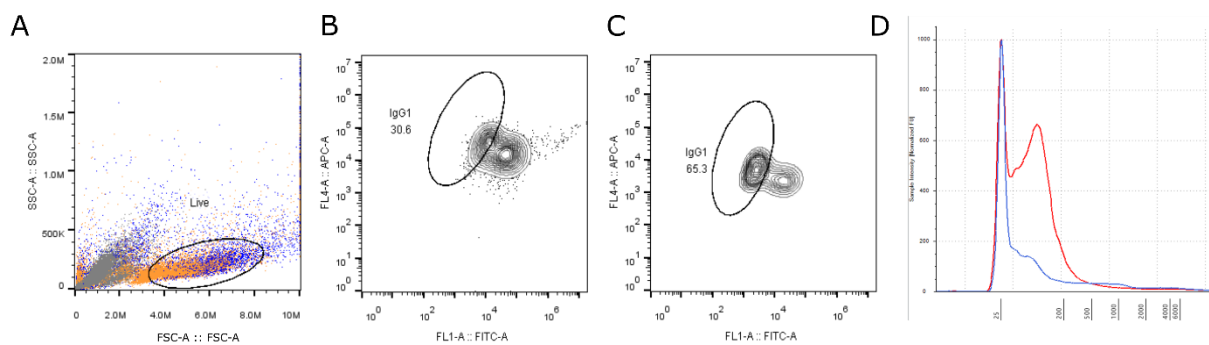 A
SSC-A :: SSC-A
2.0M
1.5M
1.0M
500K
0
Live
0 2.0M 4.0M 6.0M 8.0M 10M
FSC-A :: FSC-A
B
FL4-A :: APC-A
10^7
10^6
10^5
10^4
10^3
10^2
10^1
10^0
IgG1
30.6
10^0 10^2 10^4 10^6
FL1-A :: FITC-A
C
FL4-A :: APC-A
10^7
10^6
10^5
10^4
10^3
10^2
10^1
10^0
IgG1
65.3
10^0 10^2 10^4 10^6
FL1-A :: FITC-A
D
Sample Intensity [Normalized FU]
1000
800
600
400
200
0
25 200 500 1000 2000 4000 6000